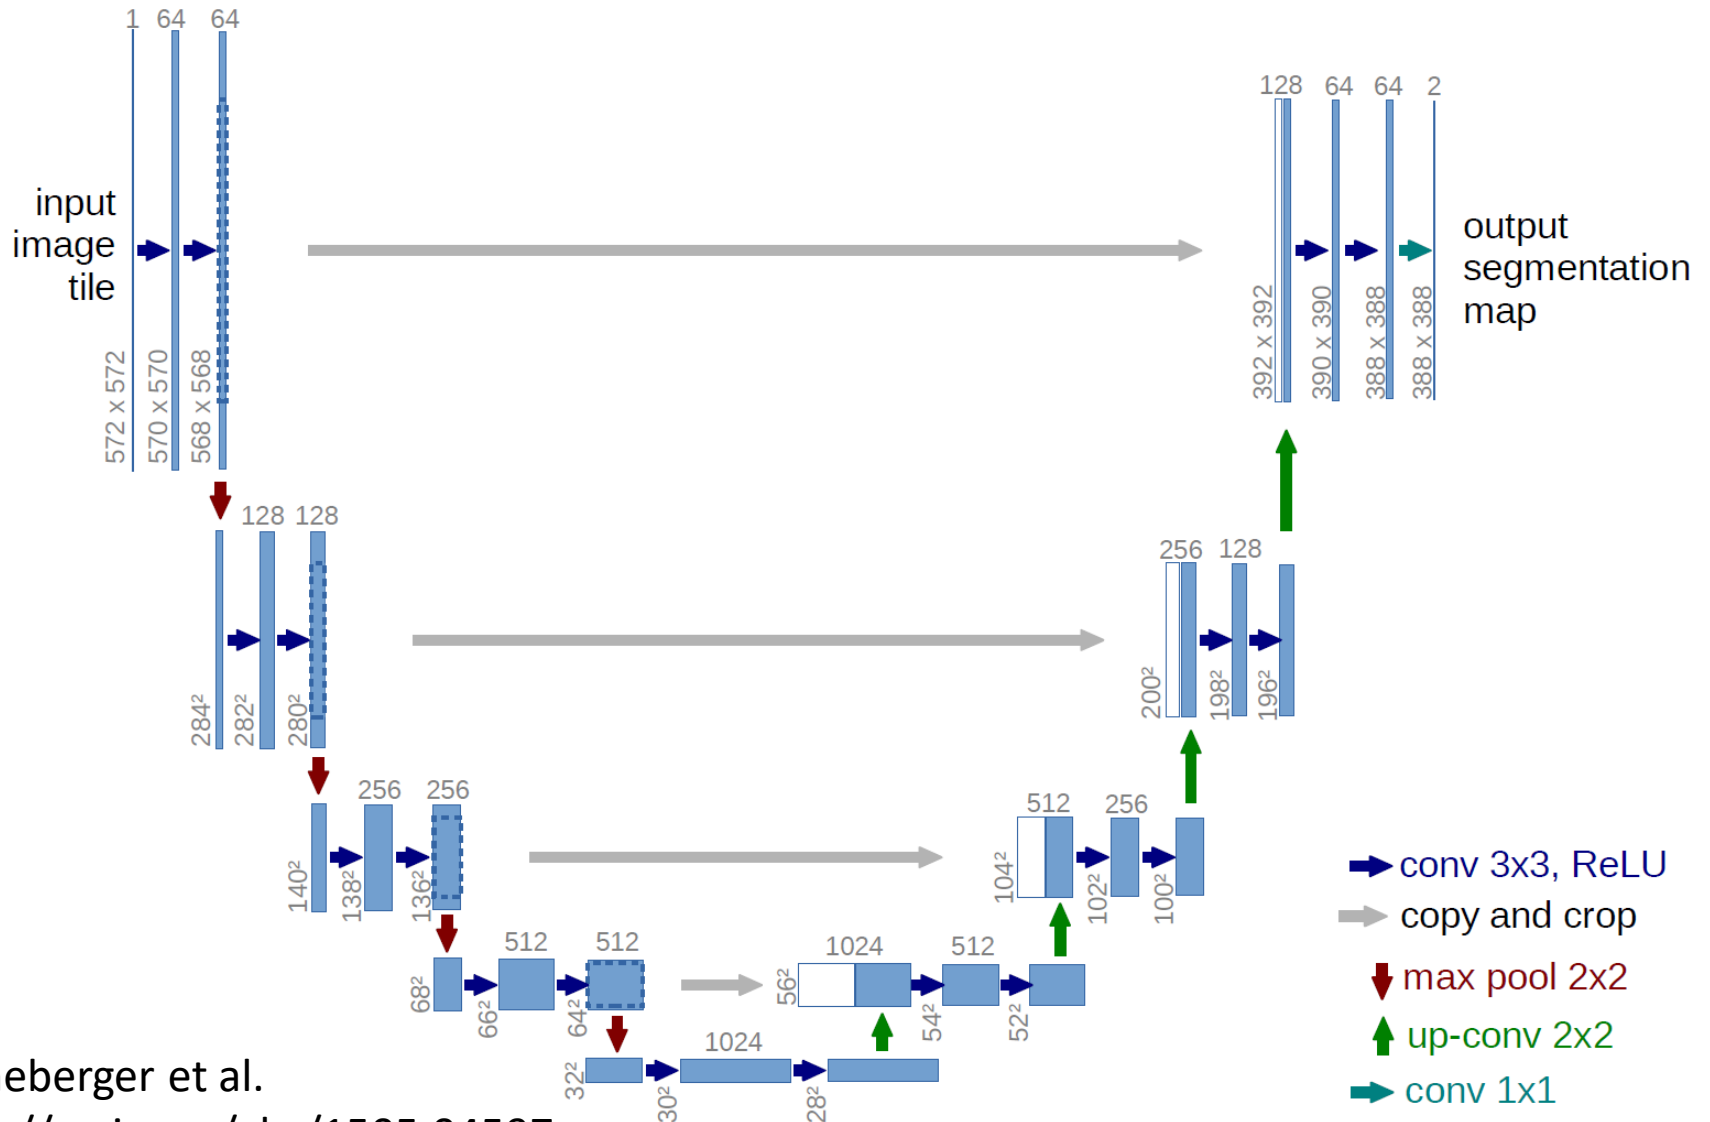 1 64 64
128 64 64 2
input
image
tile
output
segmentation
map
572 x 572
570 x 570
568 x 568
392 x 392
390 x 390
388 x 388
388 x 388
128 128
256 128
284²
282²
280²
200²
198²
196²
256 256
512 256
140²
138²
136²
104²
102²
100²
512 512
1024 512
68²
66²
64²
56²
54²
52²
1024
32²
30²
28²
conv 3x3, ReLU
copy and crop
max pool 2x2
up-conv 2x2
conv 1x1
eberger et al.